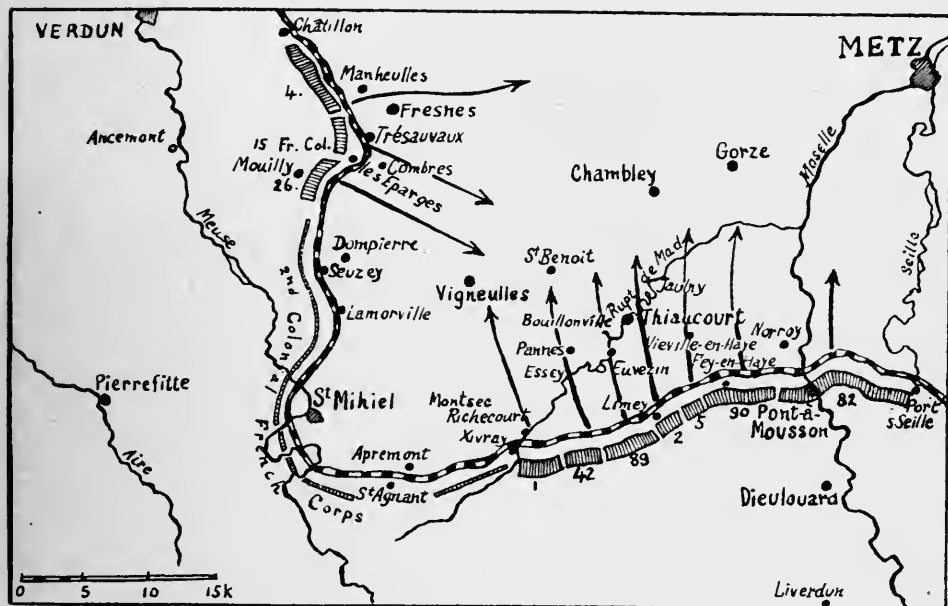 VERDUN
Châtillon
METZ
Manheulles
4.
Fresnes
Ancemont
Trésauvaux
15 Fr. Col.
Mouilly
26.
les Eparges
Combres
Chambley
Gorze
Moselle
Seille
Meuse
Dompierre
Seuzey
2nd Colonial
French
Corps
Lamorville
St Benoit
Vigneulles
Rupt de Mad
Jaulny
Bouillonville
Thiaucourt
Vieville-en-Haye
Norroy
Pannes
Fey-en-Haye
Essey
Euvezin
Pierrefitte
St Mihiel
Montsec
Richecourt
Xivray
Limey
Apremont
St Agnant
1
42
89
2
5
90
Pont-à-
Mousson
82
Port
s Seille
Aire
Dieulouard
Liverdun
0 5 10 15k